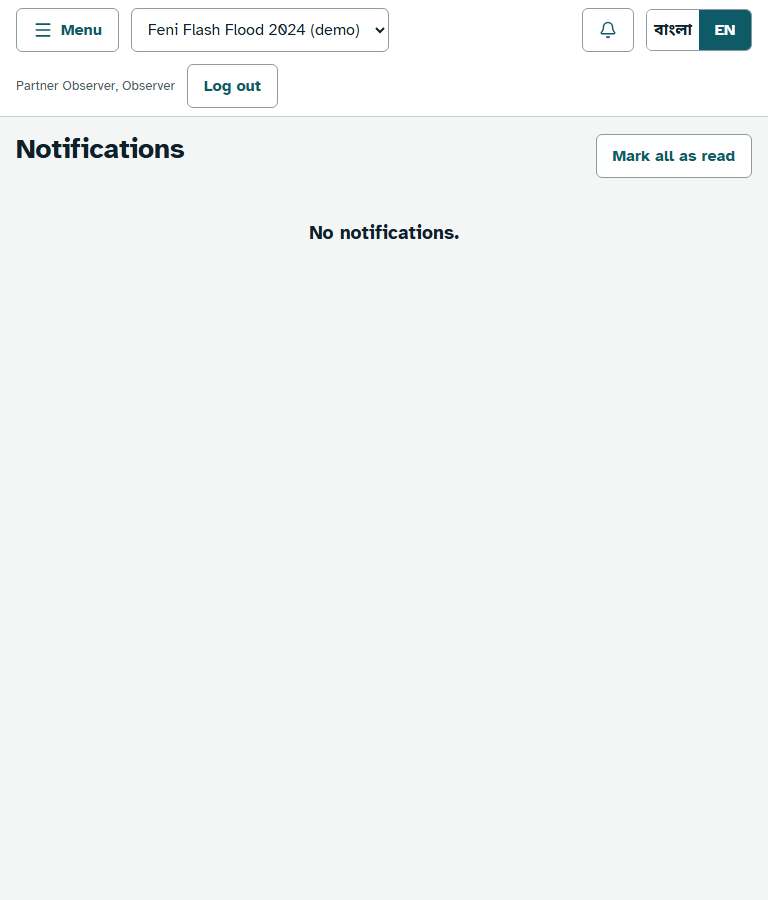 Menu
Feni Flash Flood 2024 (demo)
বাংলা
EN
Partner Observer, Observer
Log out
Notifications
Mark all as read
No notifications.